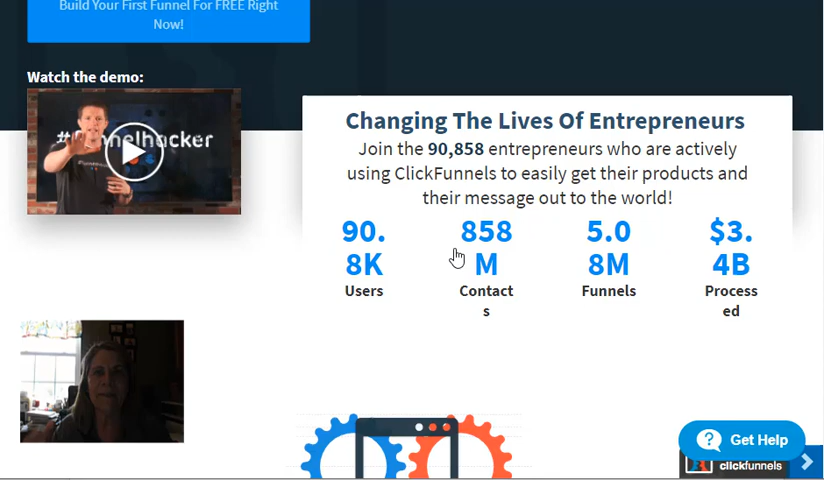 Build Your First Funnel For FREE Right
Now!
Watch the demo:
#funnelhacker
Changing The Lives Of Entrepreneurs
Join the 90,858 entrepreneurs who are actively
using ClickFunnels to easily get their products and
their message out to the world!
90.
8K
Users
858
M
Contact
s
5.0
8M
Funnels
$3.
4B
Process
ed
Get Help
clickfunnels